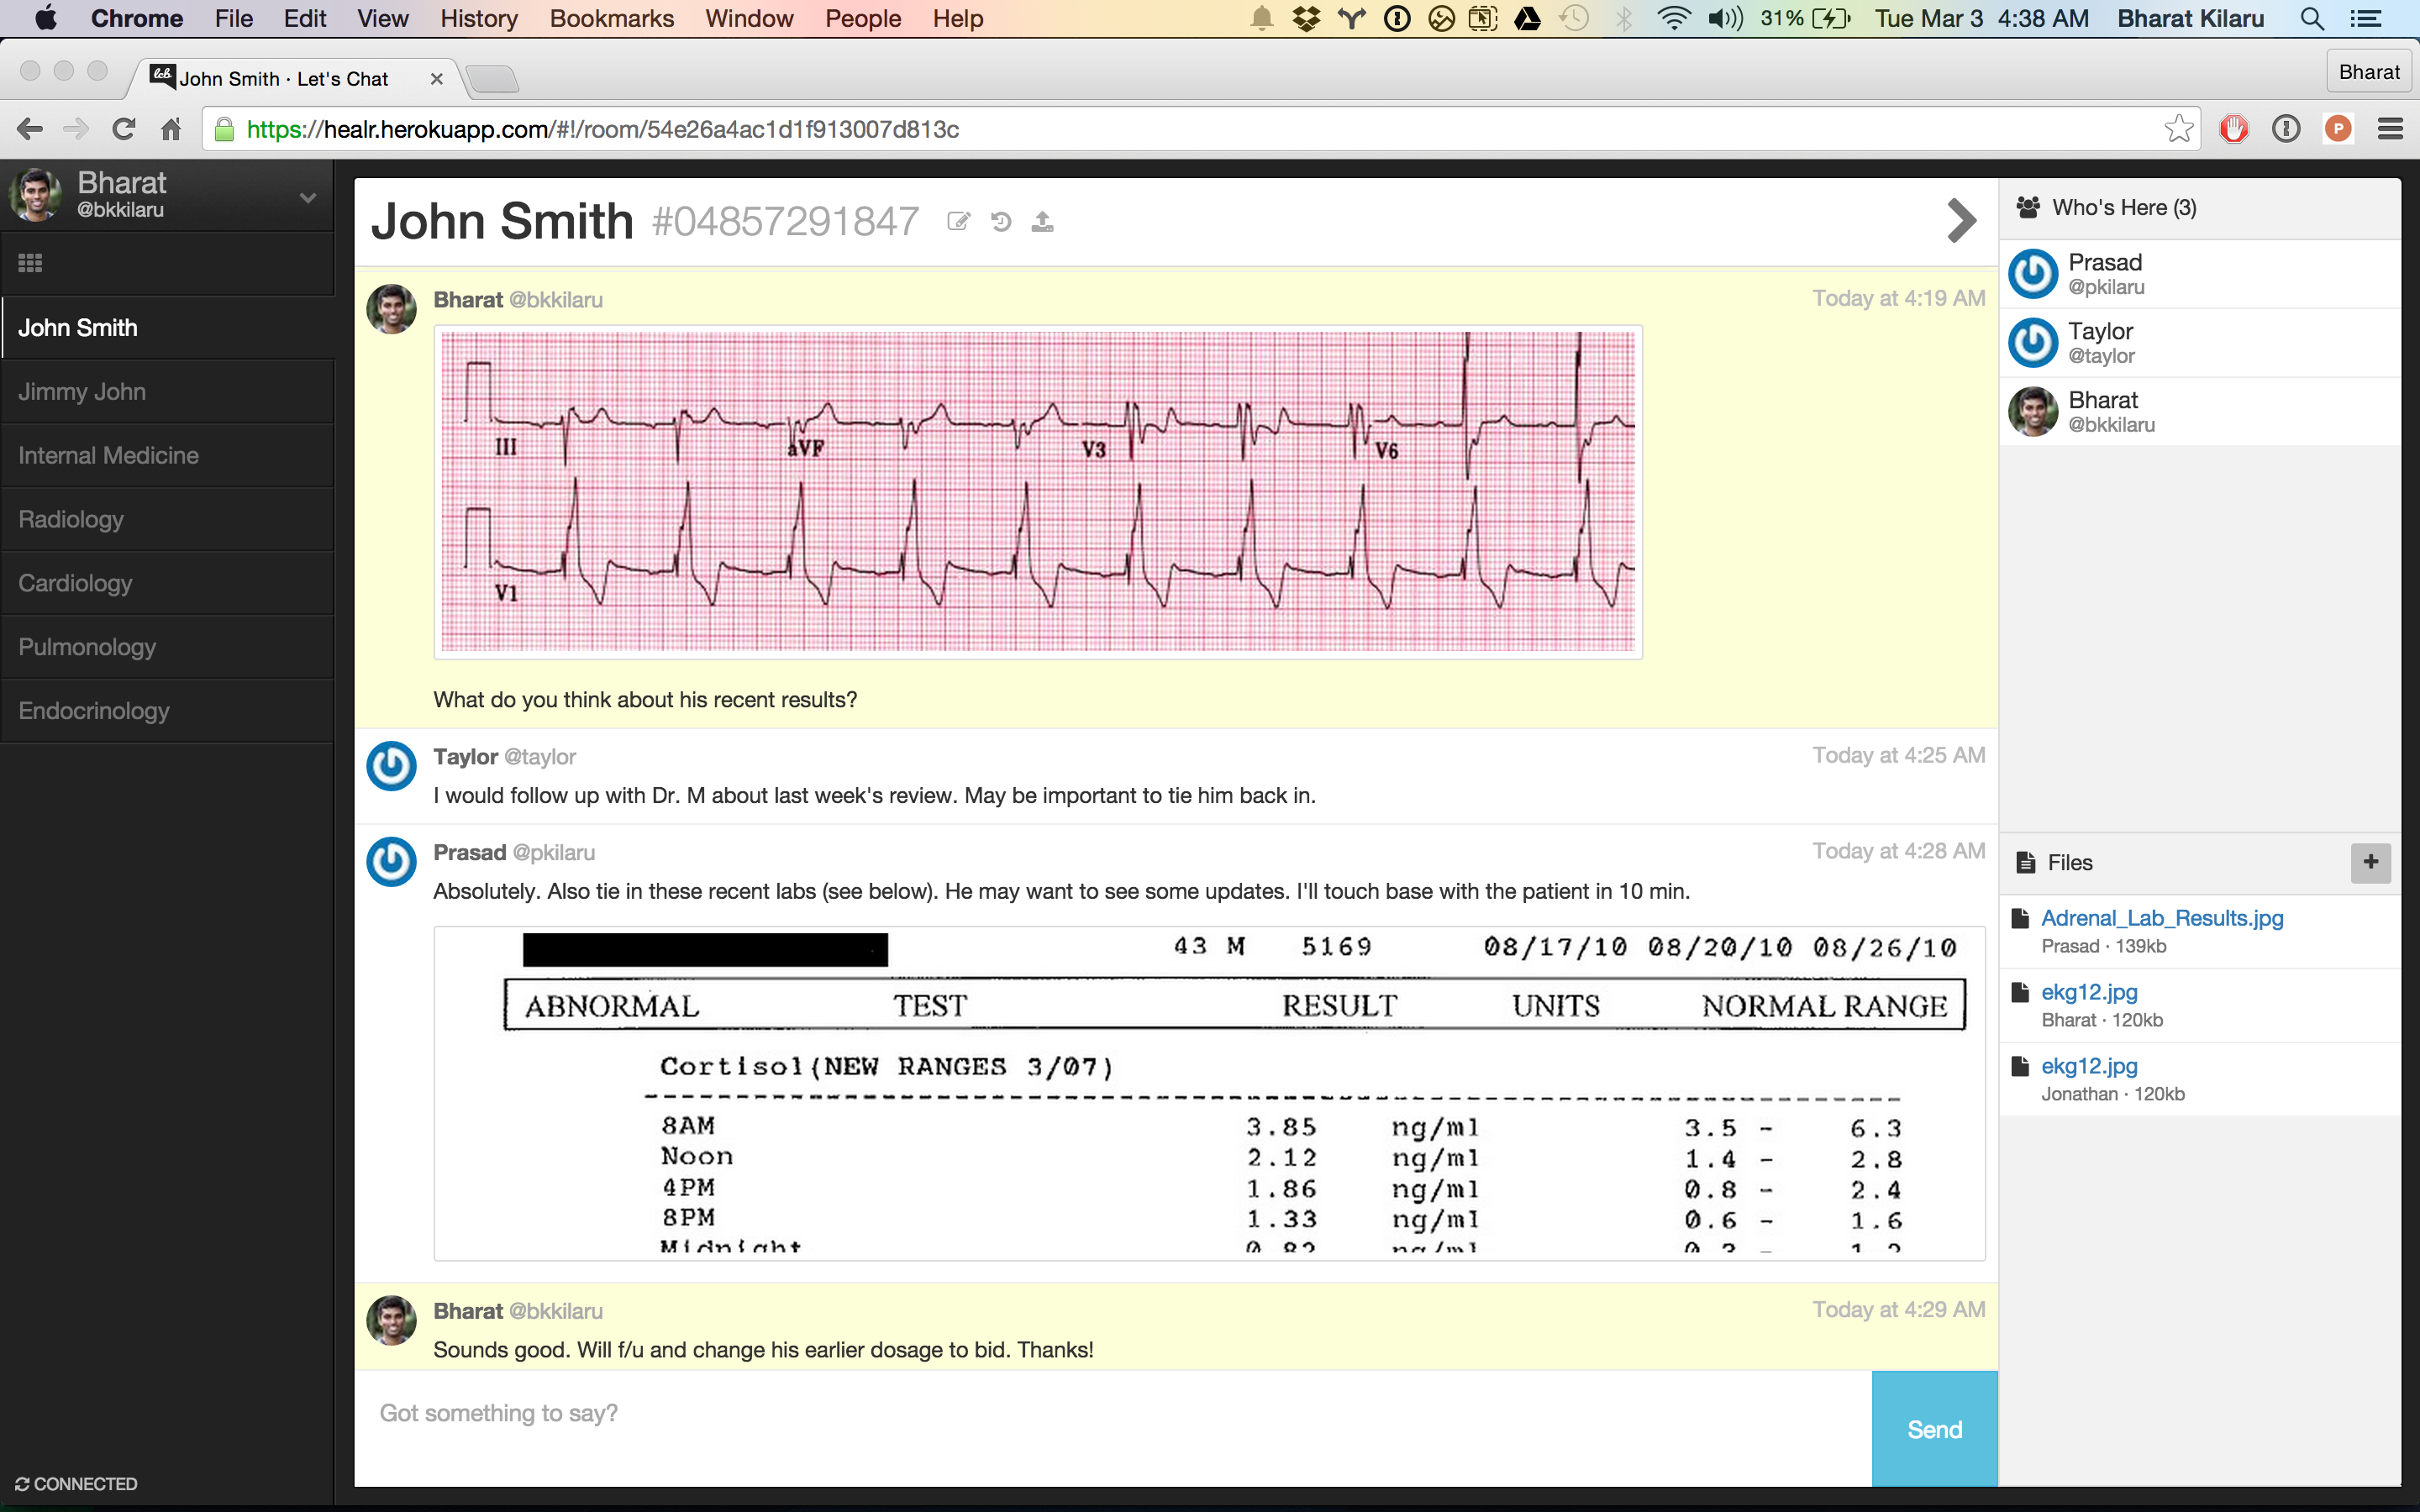 Chrome File Edit View History Bookmarks Window People Help 31% Tue Mar 3 4:38 AM Bharat Kilaru
lcb John Smith · Let's Chat Bharat
https://healr.herokuapp.com/#!/room/54e26a4ac1d1f913007d813c
Bharat
@bkkilaru
John Smith
Jimmy John
Internal Medicine
Radiology
Cardiology
Pulmonology
Endocrinology
CONNECTED
John Smith #04857291847
Bharat @bkkilaru Today at 4:19 AM
III aVF V3 V6
V1
What do you think about his recent results?
Taylor @taylor Today at 4:25 AM
I would follow up with Dr. M about last week's review. May be important to tie him back in.
Prasad @pkilaru Today at 4:28 AM
Absolutely. Also tie in these recent labs (see below). He may want to see some updates. I'll touch base with the patient in 10 min.
43 M 5169 08/17/10 08/20/10 08/26/10
ABNORMAL TEST RESULT UNITS NORMAL RANGE
Cortisol(NEW RANGES 3/07)
8AM 3.85 ng/ml 3.5 - 6.3
Noon 2.12 ng/ml 1.4 - 2.8
4PM 1.86 ng/ml 0.8 - 2.4
8PM 1.33 ng/ml 0.6 - 1.6
Midnight 0.82 ng/ml
Bharat @bkkilaru Today at 4:29 AM
Sounds good. Will f/u and change his earlier dosage to bid. Thanks!
Got something to say?
Send
Who's Here (3)
Prasad
@pkilaru
Taylor
@taylor
Bharat
@bkkilaru
Files +
Adrenal_Lab_Results.jpg
Prasad · 139kb
ekg12.jpg
Bharat · 120kb
ekg12.jpg
Jonathan · 120kb